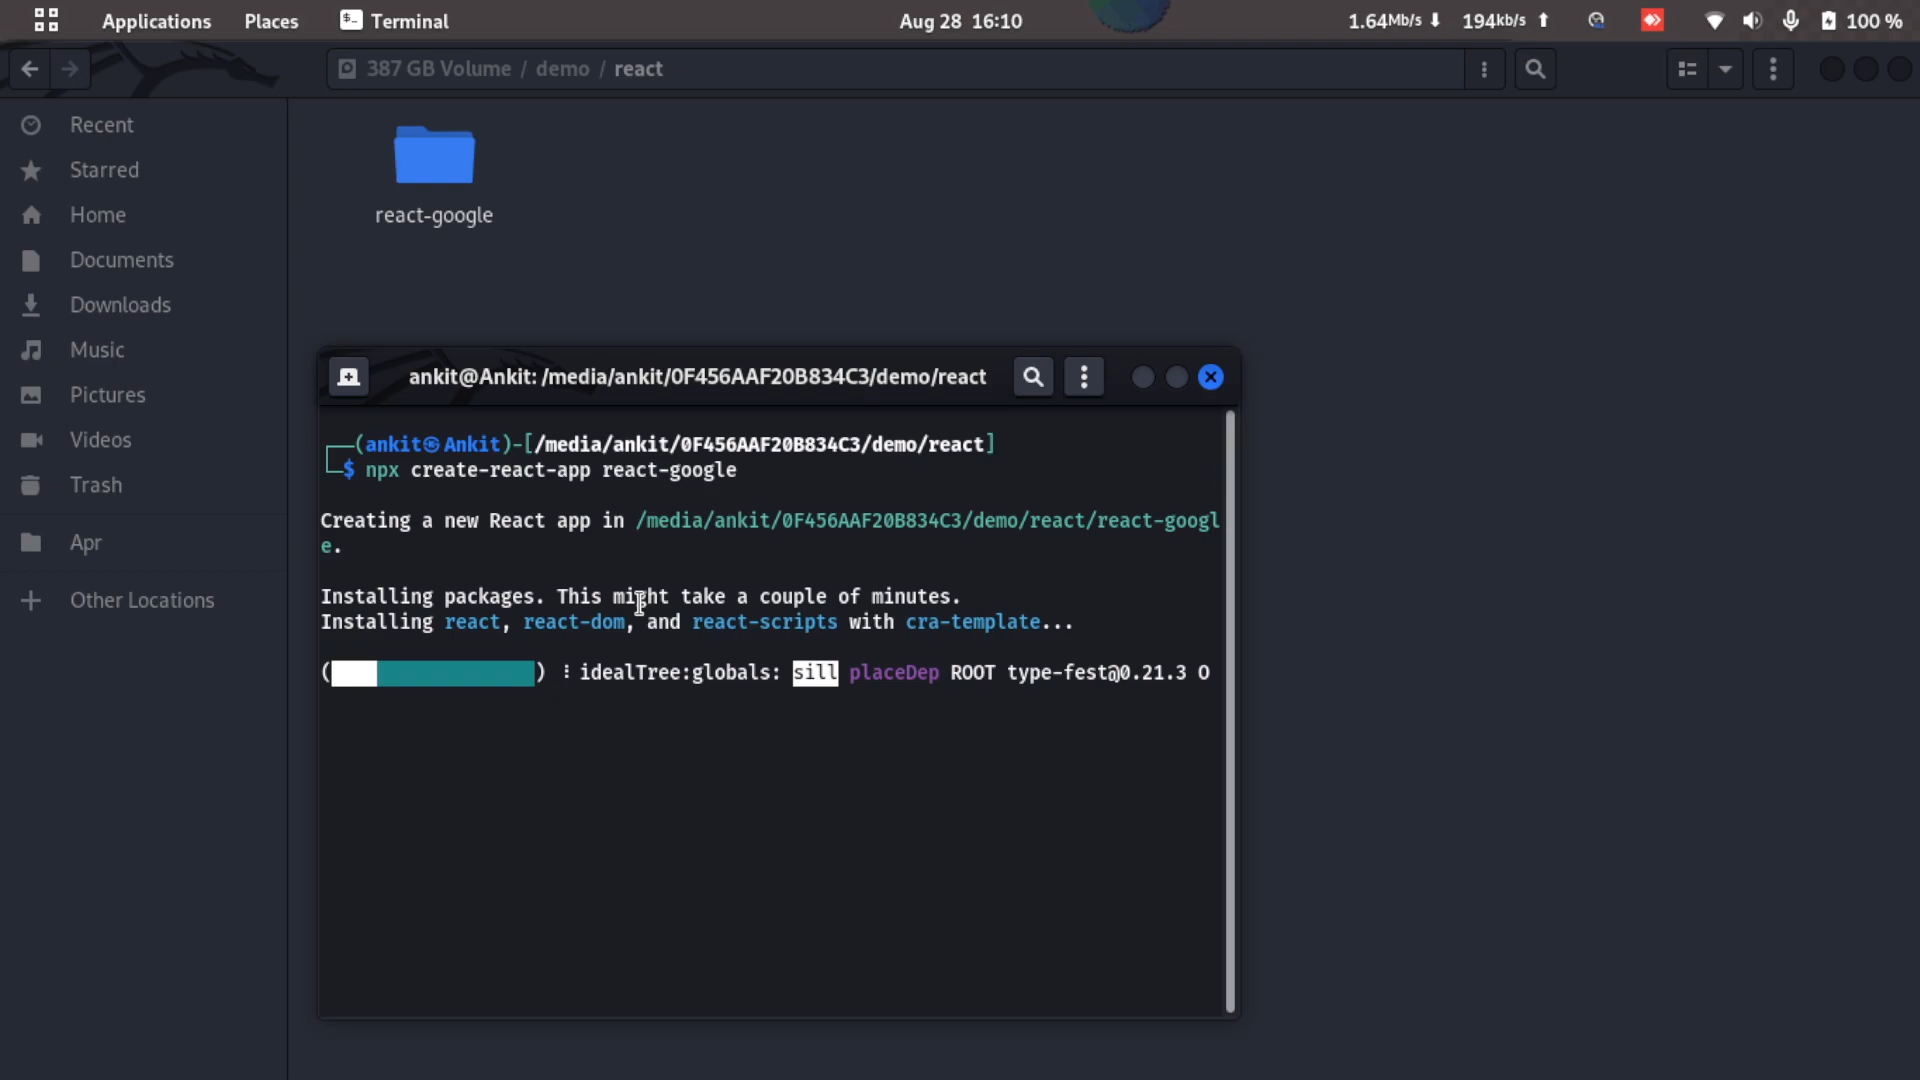 Applications Places Terminal Aug 28 16:10 1.64Mb/s 194kb/s 100 %
387 GB Volume / demo / react
Recent
Starred
Home
Documents
Downloads
Music
Pictures
Videos
Trash
Apr
Other Locations
react-google
ankit@Ankit: /media/ankit/0F456AAF20B834C3/demo/react
(ankit㉿Ankit)-[/media/ankit/0F456AAF20B834C3/demo/react]
$ npx create-react-app react-google
Creating a new React app in /media/ankit/0F456AAF20B834C3/demo/react/react-googl
e.
Installing packages. This might take a couple of minutes.
Installing react, react-dom, and react-scripts with cra-template...
( ) ⠸ idealTree:globals: sill placeDep ROOT type-fest@0.21.3 O